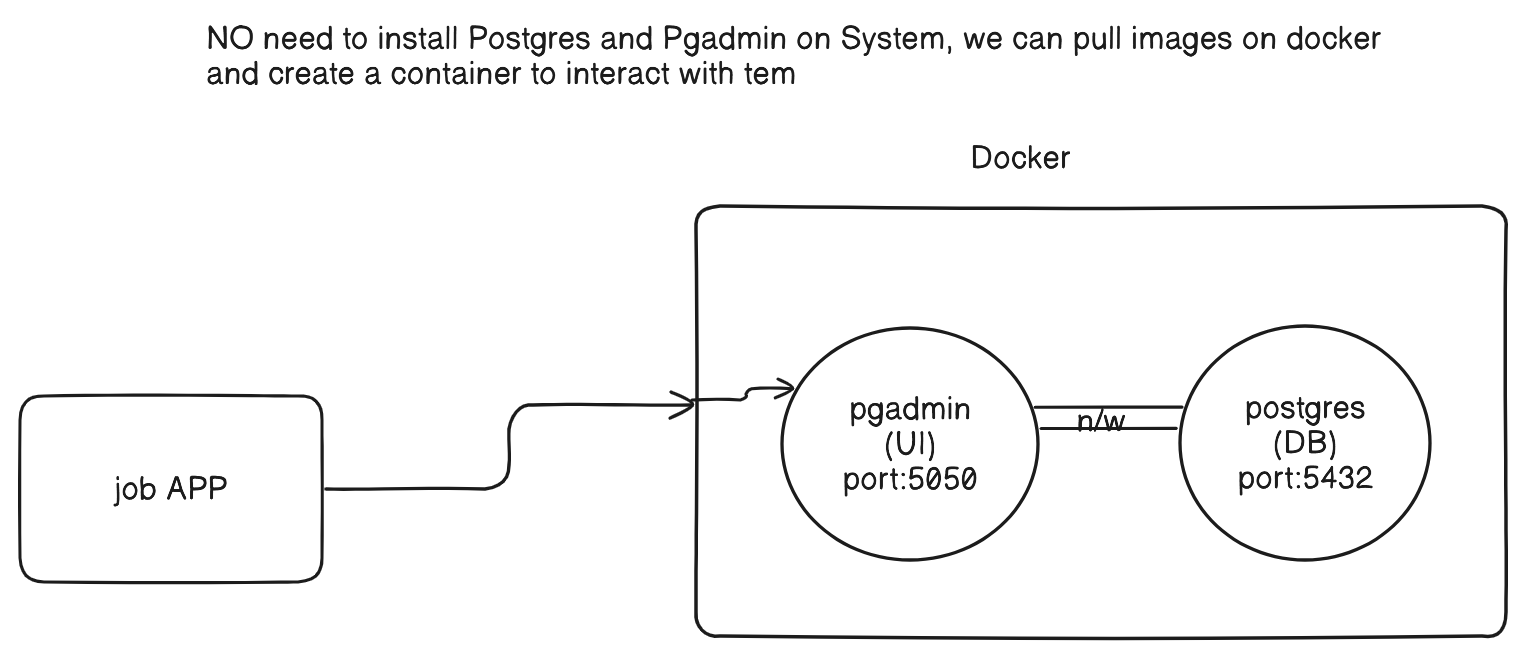 NO need to install Postgres and Pgadmin on System, we can pull images on docker
and create a container to interact with tem
Docker
job APP
pgadmin
(UI)
port:5050
n/w
postgres
(DB)
port:5432